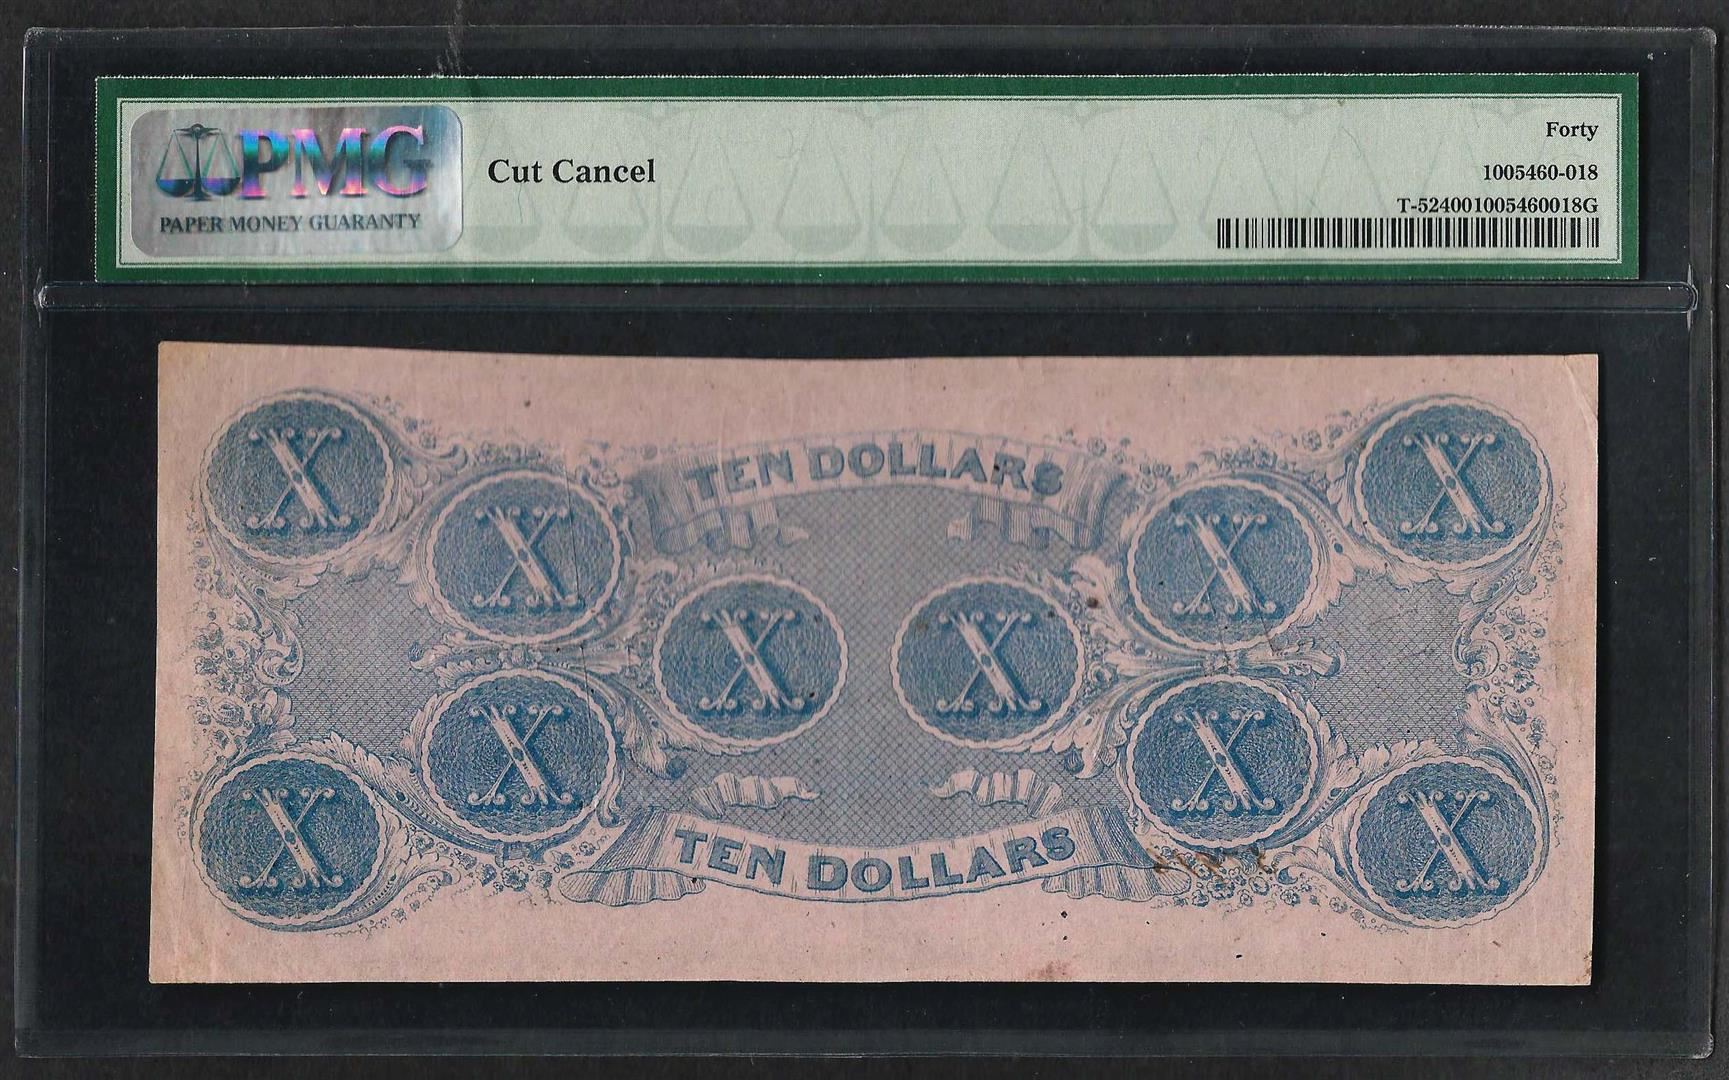 PMG
PAPER MONEY GUARANTY
Cut Cancel
Forty
1005460-018
T-524001005460018G
TEN DOLLARS
X X
X X
X X
X X
X X
TEN DOLLARS